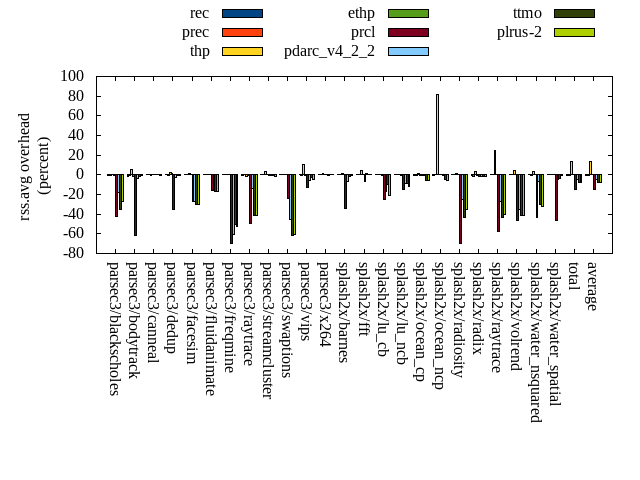 rec ethp ttmo
prec prcl plrus-2
thp pdarc_v4_2_2
rss.avg overhead
(percent)
100
80
60
40
20
0
-20
-40
-60
-80
parsec3/blackscholes
parsec3/bodytrack
parsec3/canneal
parsec3/dedup
parsec3/facesim
parsec3/fluidanimate
parsec3/freqmine
parsec3/raytrace
parsec3/streamcluster
parsec3/swaptions
parsec3/vips
parsec3/x264
splash2x/barnes
splash2x/fft
splash2x/lu_cb
splash2x/lu_ncb
splash2x/ocean_cp
splash2x/ocean_ncp
splash2x/radiosity
splash2x/radix
splash2x/raytrace
splash2x/volrend
splash2x/water_nsquared
splash2x/water_spatial
total
average